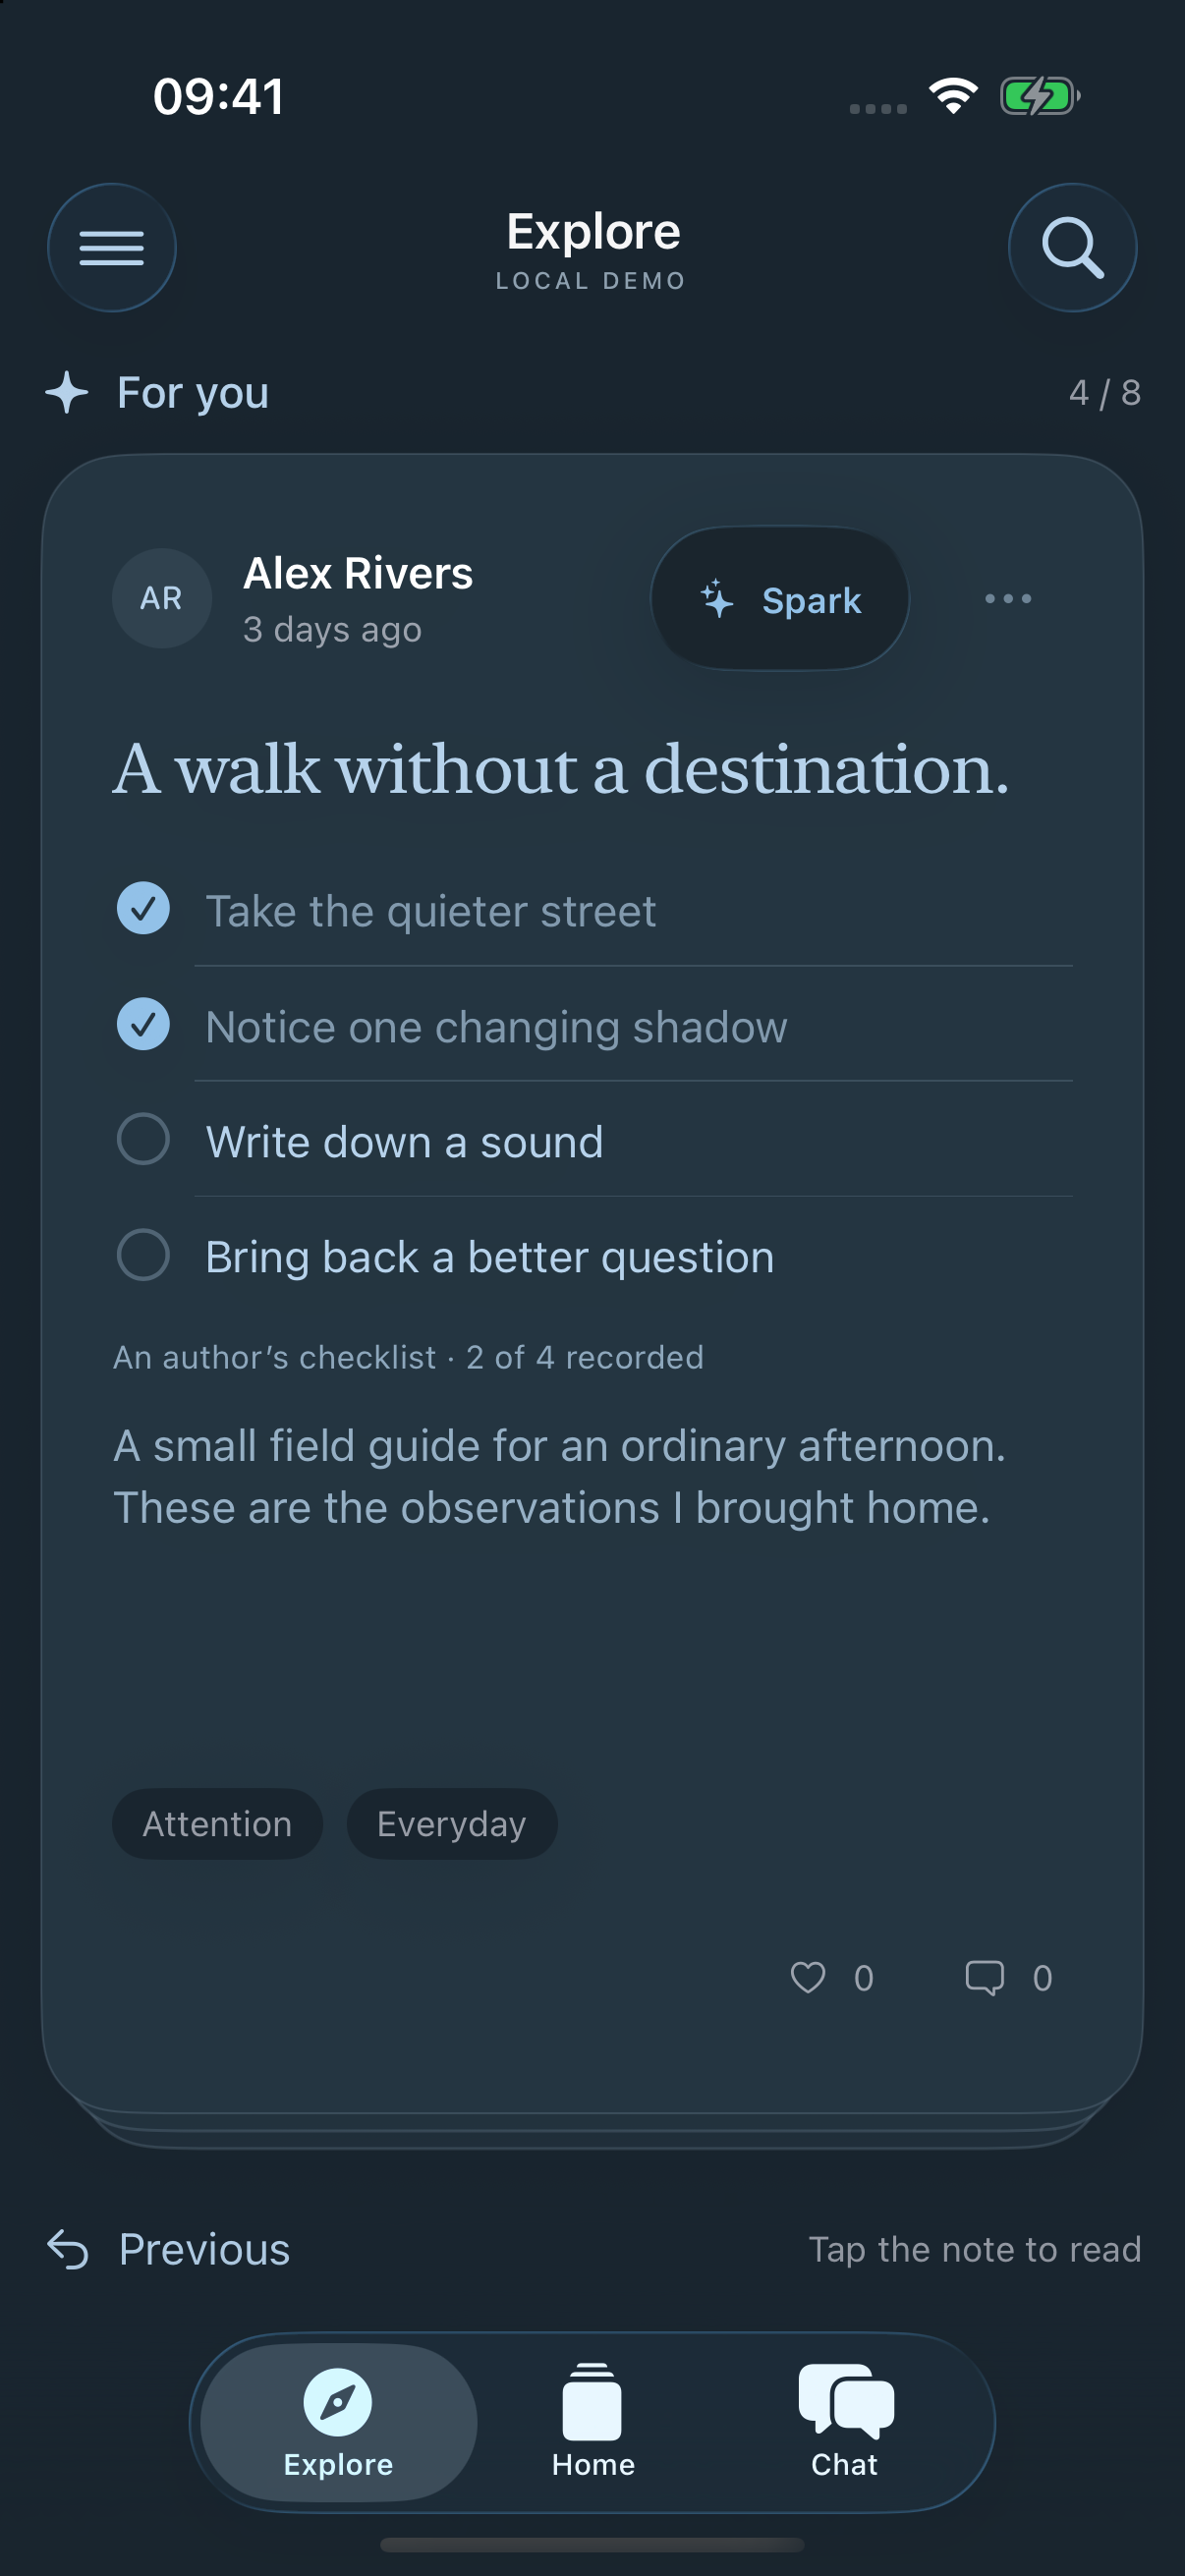 09:41
Explore
LOCAL DEMO
For you
4 / 8
AR
Alex Rivers
3 days ago
Spark
A walk without a destination.
Take the quieter street
Notice one changing shadow
Write down a sound
Bring back a better question
An author’s checklist · 2 of 4 recorded
A small field guide for an ordinary afternoon.
These are the observations I brought home.
Attention
Everyday
0
0
Previous
Tap the note to read
Explore
Home
Chat